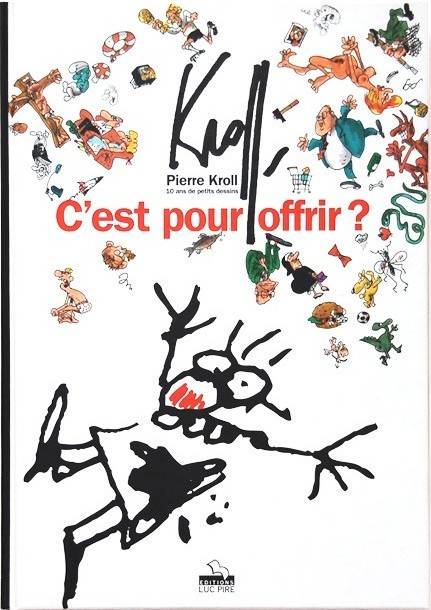 Kroll
Pierre Kroll
10 ans de petits dessins
C'est pour offrir ?
EDITIONS
LUC PIRE